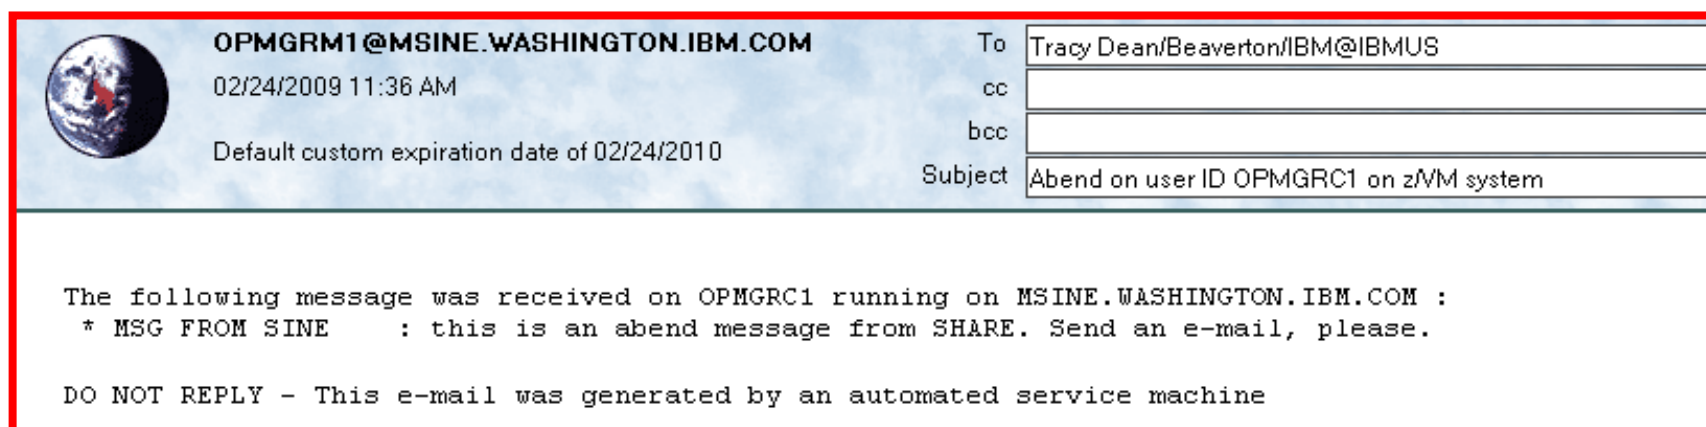 OPMGRM1@MSINE.WASHINGTON.IBM.COM
02/24/2009 11:36 AM
Default custom expiration date of 02/24/2010
To Tracy Dean/Beaverton/IBM@IBMUS
cc
bcc
Subject Abend on user ID OPMGRC1 on z/VM system
The following message was received on OPMGRC1 running on MSINE.WASHINGTON.IBM.COM :
* MSG FROM SINE : this is an abend message from SHARE. Send an e-mail, please.
DO NOT REPLY - This e-mail was generated by an automated service machine